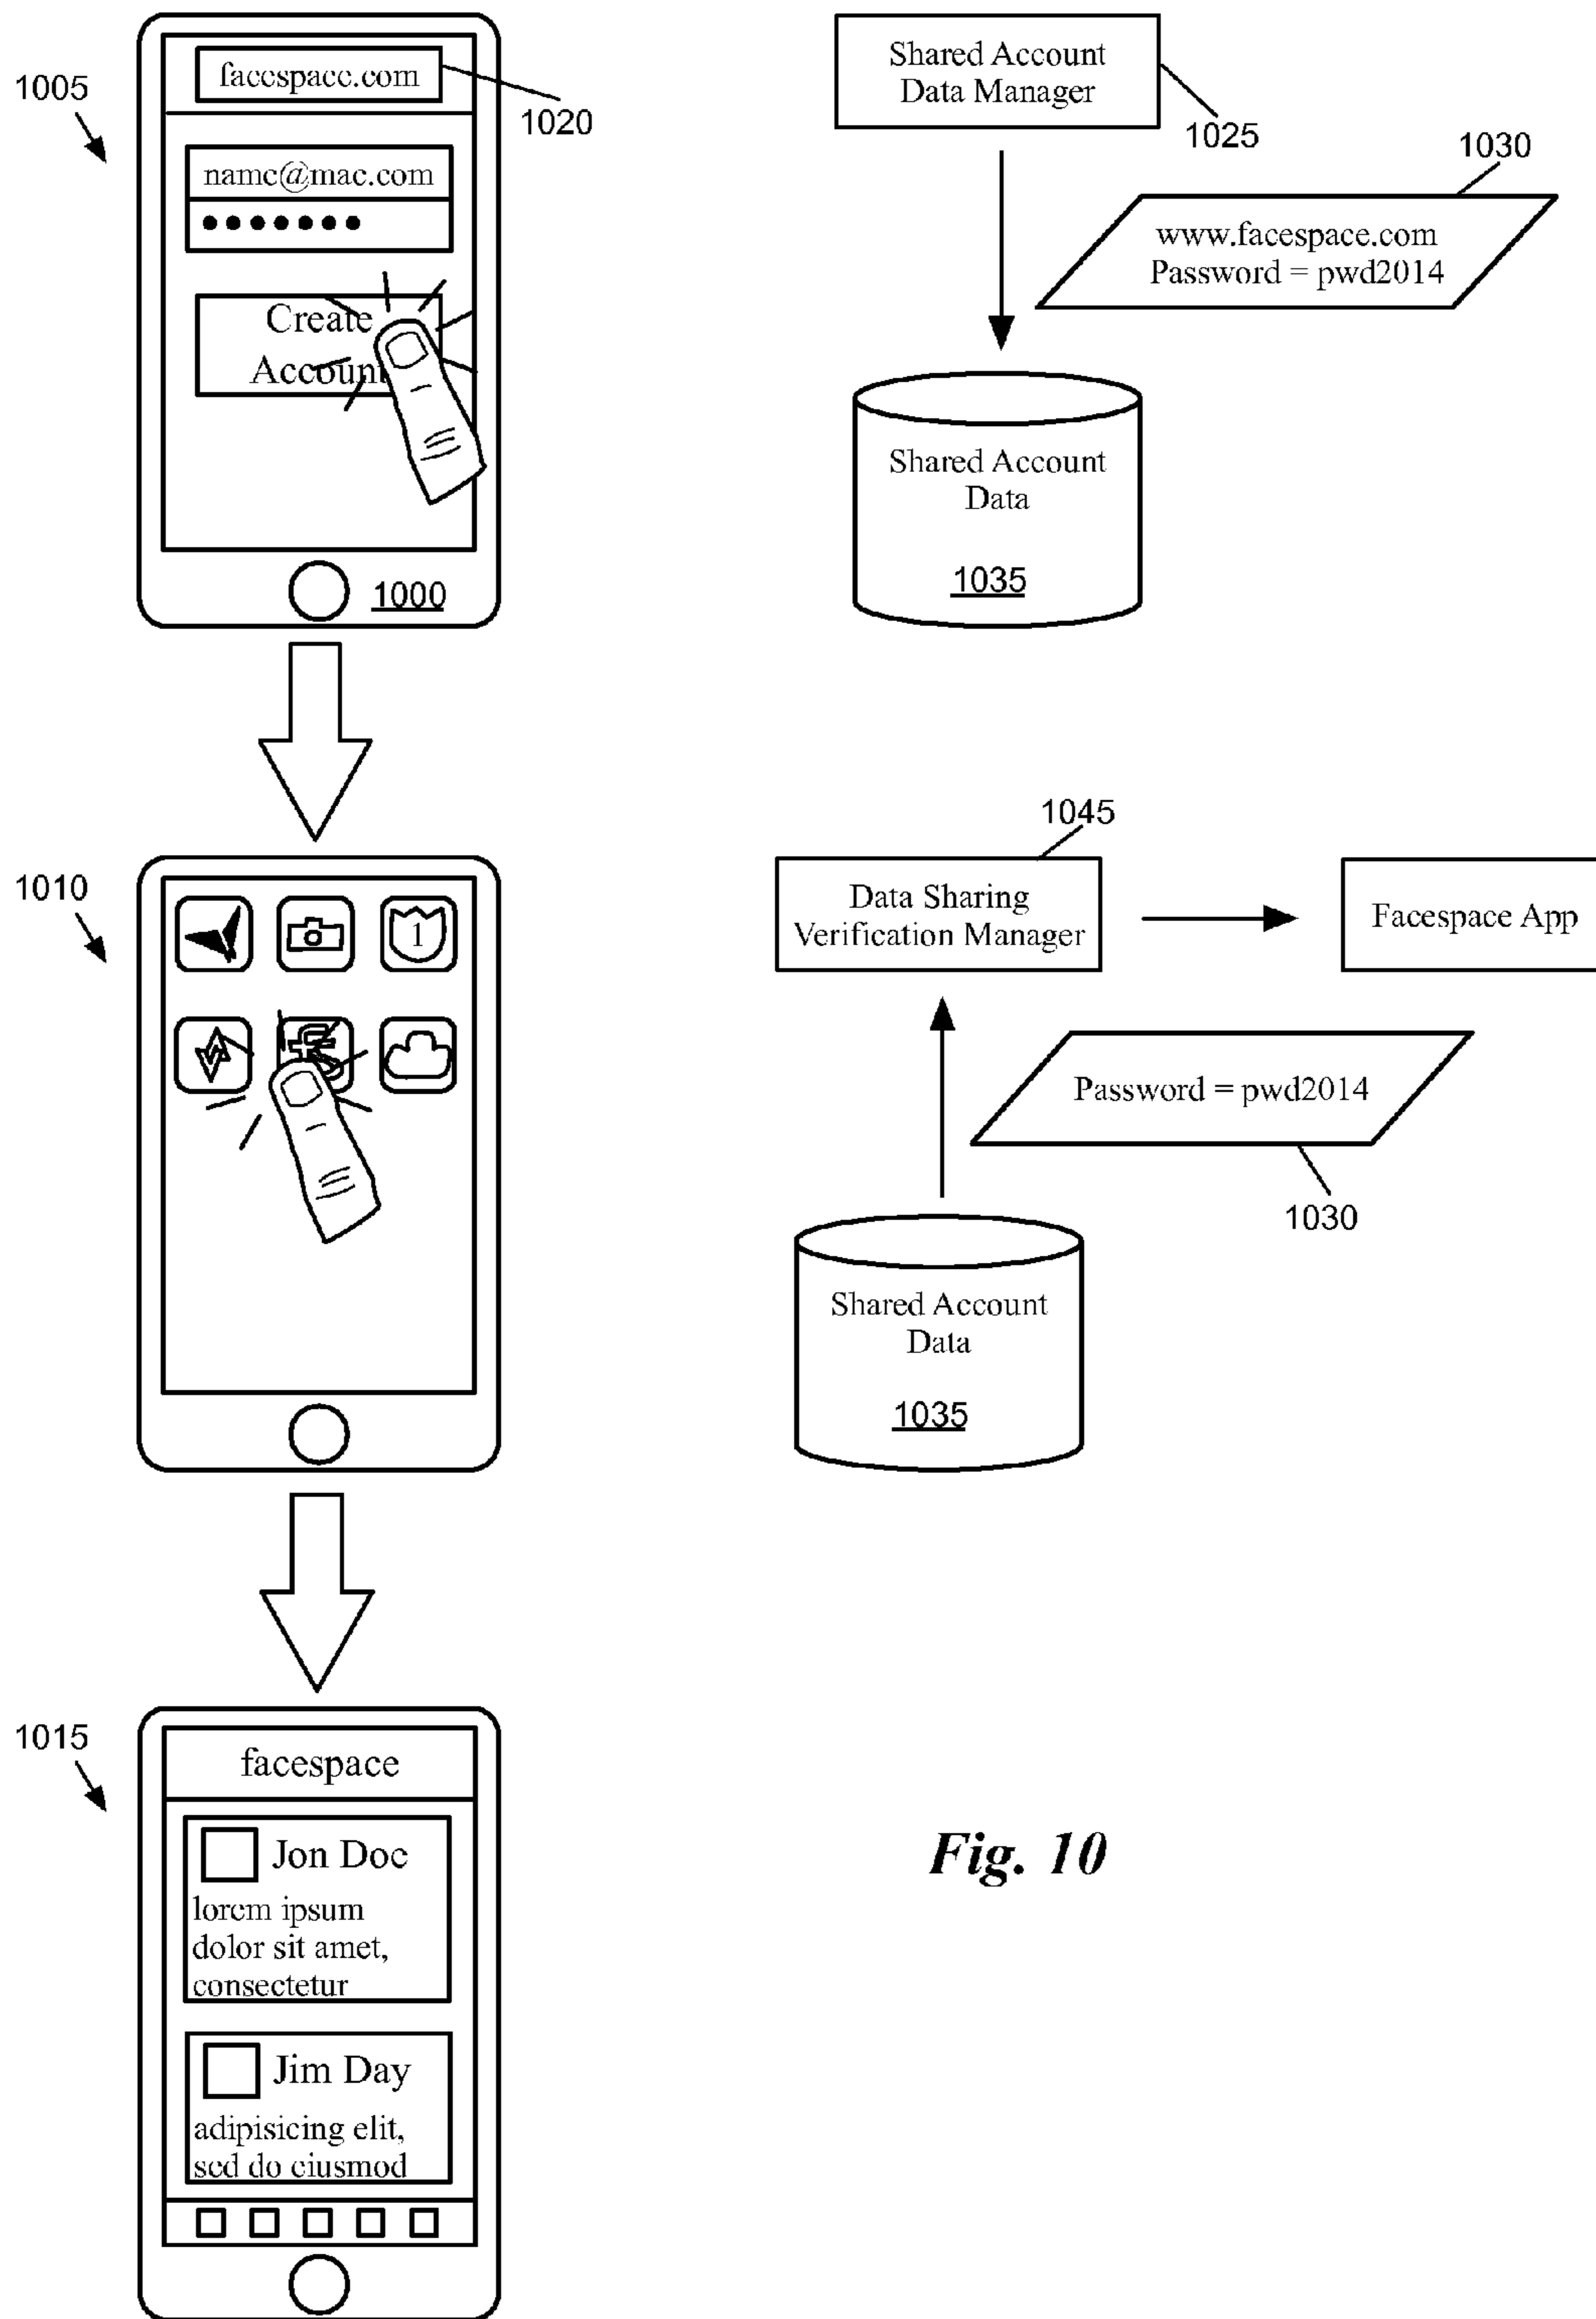 facespace.com
1005
1020
name@mac.com
Create
Account
1000
Shared Account
Data Manager
1025
1030
www.facespace.com
Password = pwd2014
Shared Account
Data
1035
1010
1
fs
1045
Data Sharing
Verification Manager
Facespace App
Password = pwd2014
1030
Shared Account
Data
1035
1015
facespace
Jon Doe
lorem ipsum
dolor sit amet,
consectetur
Jim Day
adipisicing elit,
sed do eiusmod
Fig. 10